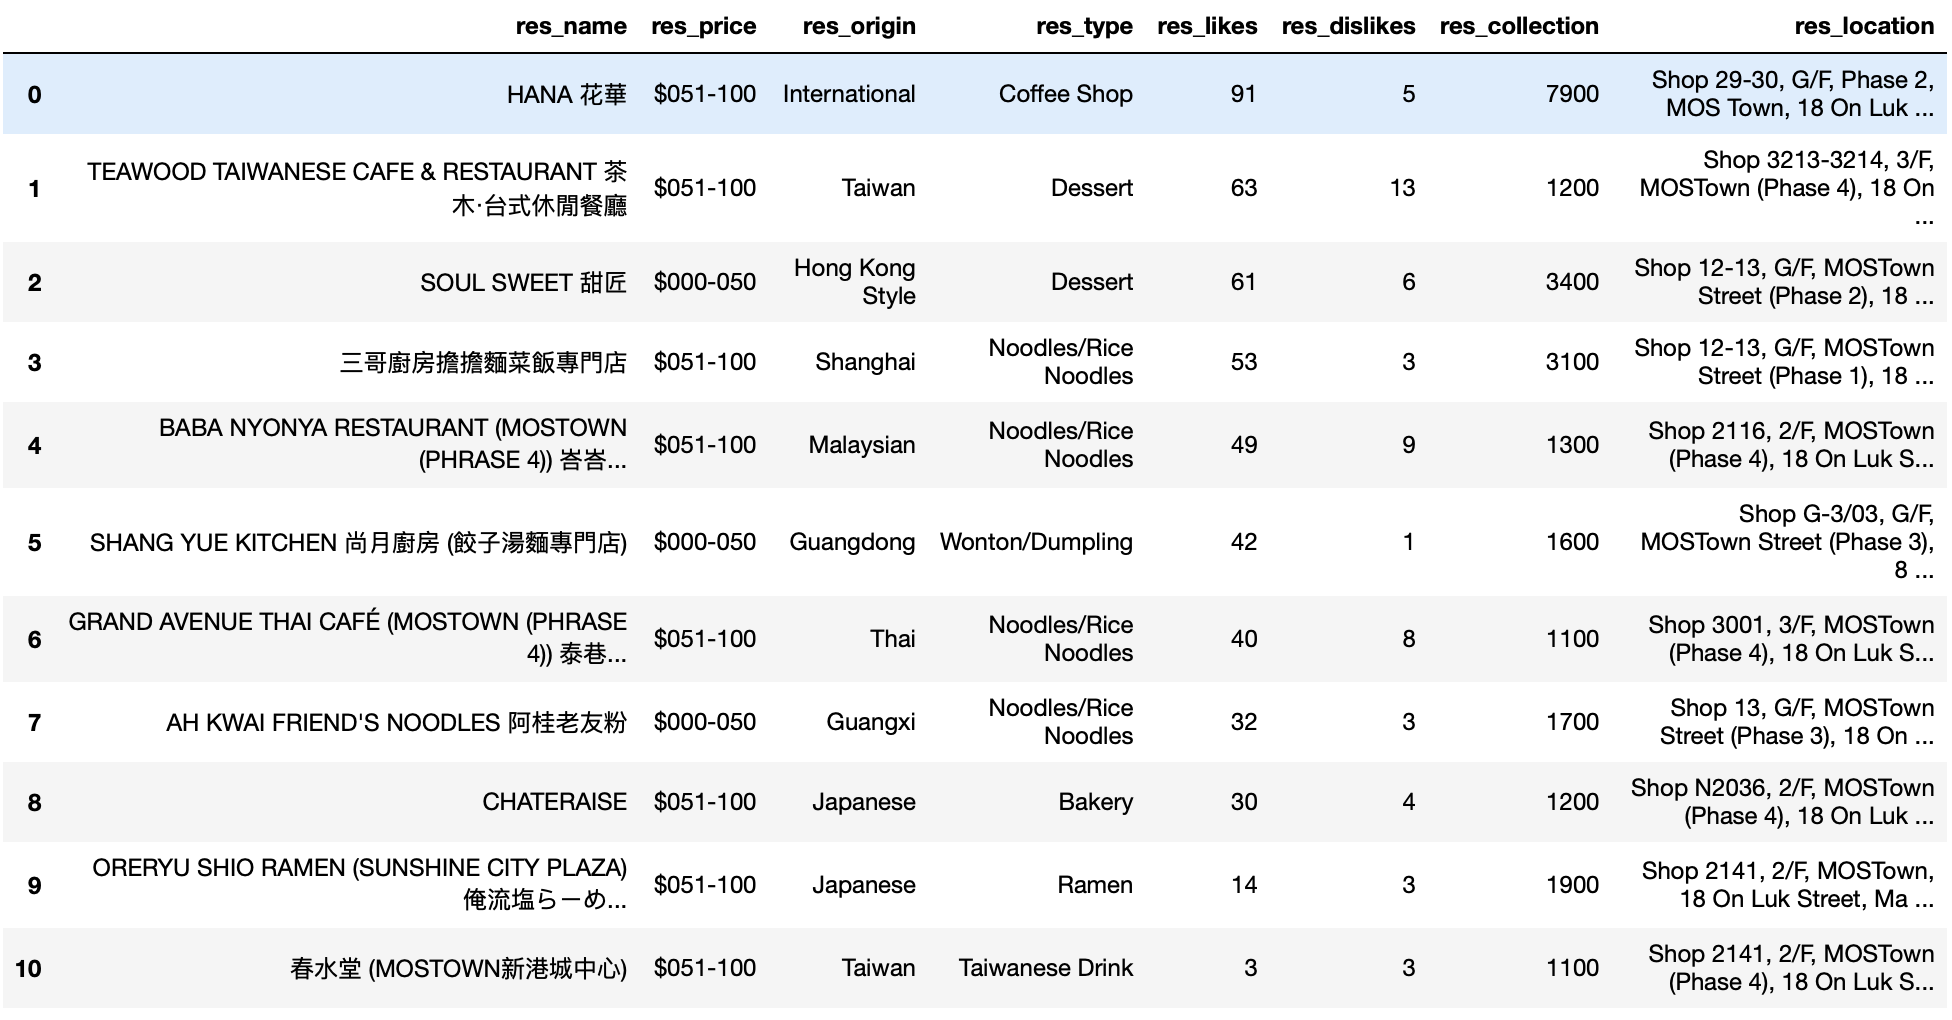 res_name res_price res_origin res_type res_likes res_dislikes res_collection res_location
0 HANA 花華 $051-100 International Coffee Shop 91 5 7900 Shop 29-30, G/F, Phase 2,
MOS Town, 18 On Luk ...
1 TEAWOOD TAIWANESE CAFE & RESTAURANT 茶
木·台式休閒餐廳 $051-100 Taiwan Dessert 63 13 1200 Shop 3213-3214, 3/F,
MOSTown (Phase 4), 18 On
...
2 SOUL SWEET 甜匠 $000-050 Hong Kong
Style Dessert 61 6 3400 Shop 12-13, G/F, MOSTown
Street (Phase 2), 18 ...
3 三哥廚房擔擔麵菜飯專門店 $051-100 Shanghai Noodles/Rice
Noodles 53 3 3100 Shop 12-13, G/F, MOSTown
Street (Phase 1), 18 ...
4 BABA NYONYA RESTAURANT (MOSTOWN
(PHRASE 4)) 峇峇... $051-100 Malaysian Noodles/Rice
Noodles 49 9 1300 Shop 2116, 2/F, MOSTown
(Phase 4), 18 On Luk S...
5 SHANG YUE KITCHEN 尚月廚房 (餃子湯麵專門店) $000-050 Guangdong Wonton/Dumpling 42 1 1600 Shop G-3/03, G/F,
MOSTown Street (Phase 3),
8 ...
6 GRAND AVENUE THAI CAFÉ (MOSTOWN (PHRASE
4)) 泰巷... $051-100 Thai Noodles/Rice
Noodles 40 8 1100 Shop 3001, 3/F, MOSTown
(Phase 4), 18 On Luk S...
7 AH KWAI FRIEND'S NOODLES 阿桂老友粉 $000-050 Guangxi Noodles/Rice
Noodles 32 3 1700 Shop 13, G/F, MOSTown
Street (Phase 3), 18 On ...
8 CHATERAISE $051-100 Japanese Bakery 30 4 1200 Shop N2036, 2/F, MOSTown
(Phase 4), 18 On Luk ...
9 ORERYU SHIO RAMEN (SUNSHINE CITY PLAZA)
俺流塩らーめ... $051-100 Japanese Ramen 14 3 1900 Shop 2141, 2/F, MOSTown,
18 On Luk Street, Ma ...
10 春水堂 (MOSTOWN新港城中心) $051-100 Taiwan Taiwanese Drink 3 3 1100 Shop 2141, 2/F, MOSTown
(Phase 4), 18 On Luk S...